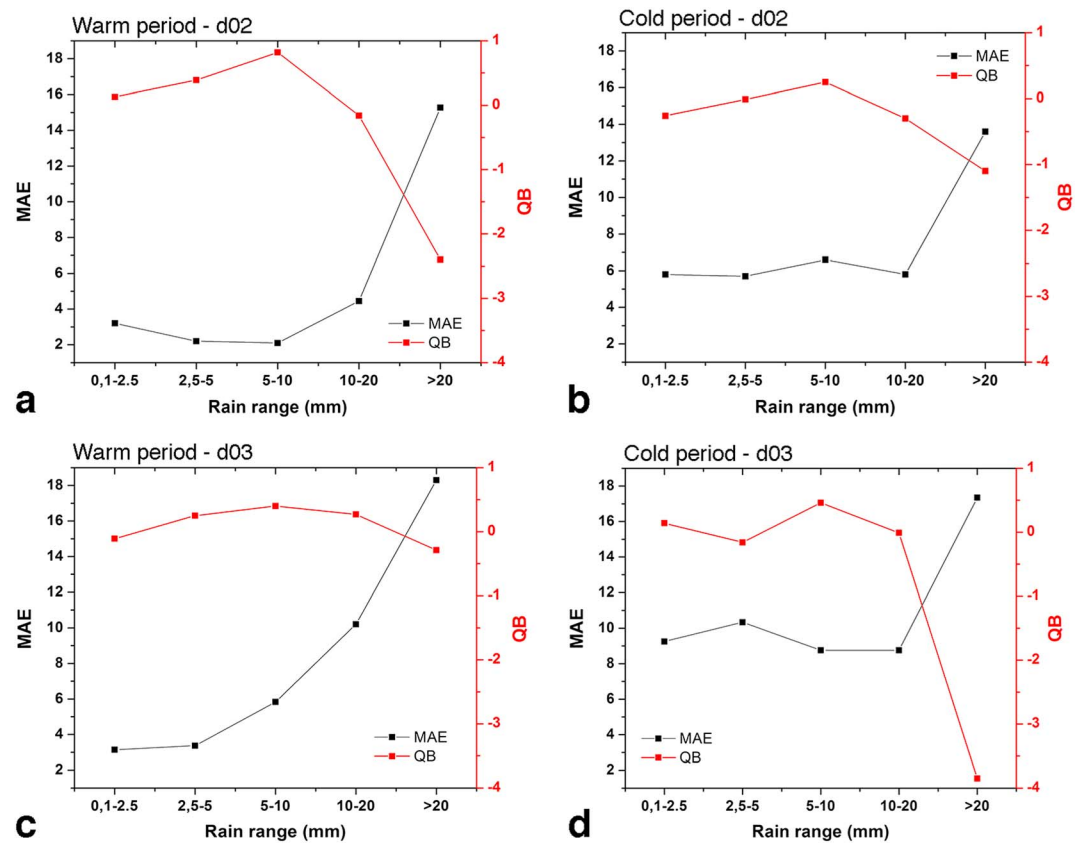 Warm period - d02
18
16
14
12
10
8
6
4
2
MAE
1
0
-1
-2
-3
-4
QB
MAE
QB
0,1-2.5 2,5-5 5-10 10-20 >20
Rain range (mm)
a
Cold period - d02
18
16
14
12
10
8
6
4
2
MAE
1
0
-1
-2
-3
-4
QB
MAE
QB
0,1-2.5 2,5-5 5-10 10-20 >20
Rain range (mm)
b
Warm period - d03
18
16
14
12
10
8
6
4
2
MAE
1
0
-1
-2
-3
-4
QB
MAE
QB
0,1-2.5 2,5-5 5-10 10-20 >20
Rain range (mm)
c
Cold period - d03
18
16
14
12
10
8
6
4
2
MAE
1
0
-1
-2
-3
-4
QB
MAE
QB
0,1-2.5 2,5-5 5-10 10-20 >20
Rain range (mm)
d